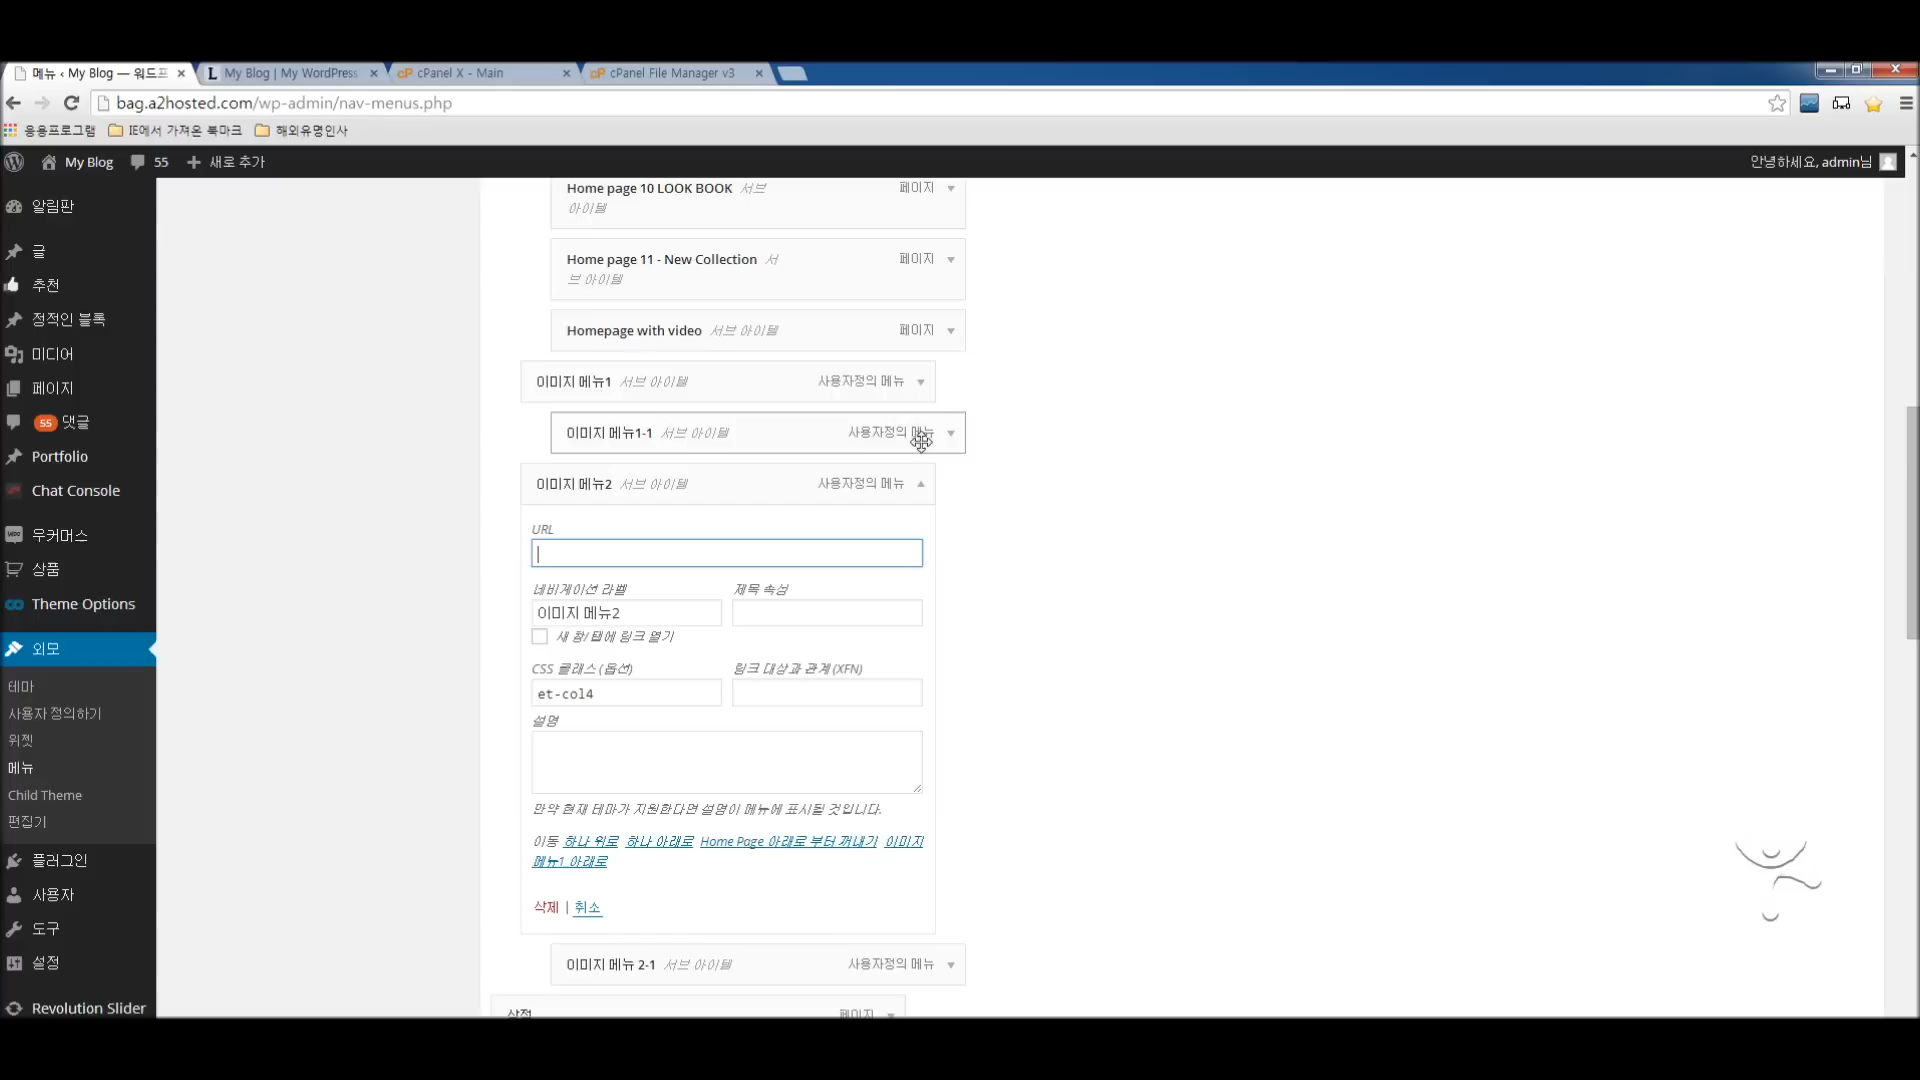 메뉴 ‹ My Blog — 워드프
My Blog | My WordPress
cPanel X - Main
cPanel File Manager v3
bag.a2hosted.com/wp-admin/nav-menus.php
응용프로그램 IE에서 가져온 북마크 해외유명인사
My Blog 55 새로 추가 안녕하세요, admin님
알림판
글
추천
정적인 블록
미디어
페이지
55 댓글
Portfolio
Chat Console
우커머스
상품
Theme Options
외모
테마
사용자 정의하기
위젯
메뉴
Child Theme
편집기
플러그인
사용자
도구
설정
Revolution Slider
Home page 10 LOOK BOOK 서브 페이지
아이템
Home page 11 - New Collection 서 페이지
브 아이템
Homepage with video 서브 아이템 페이지
이미지 메뉴1 서브 아이템 사용자정의 메뉴
이미지 메뉴1-1 서브 아이템 사용자정의 메뉴
이미지 메뉴2 서브 아이템 사용자정의 메뉴
URL
네비게이션 라벨 제목 속성
이미지 메뉴2
새 창/탭에 링크 열기
CSS 클래스 (옵션) 링크 대상과 관계 (XFN)
et-col4
설명
만약 현재 테마가 지원한다면 설명이 메뉴에 표시될 것입니다.
이동 하나 위로 하나 아래로 Home Page 아래로 부터 꺼내기 이미지
메뉴1 아래로
삭제 | 취소
이미지 메뉴 2-1 서브 아이템 사용자정의 메뉴
페이지